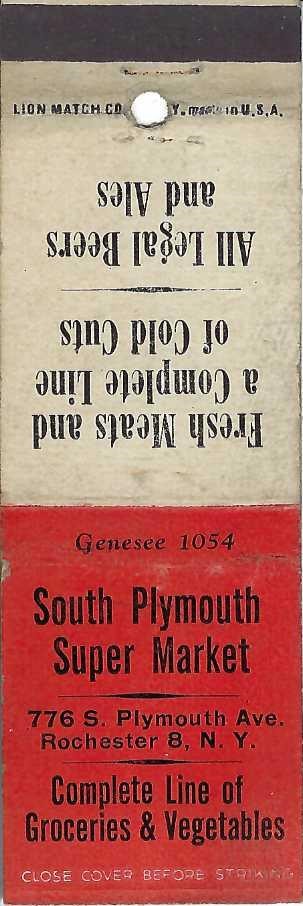 LION MATCH CO. Y. made in U.S.A.
Fresh Meats and
a Complete Line
of Cold Cuts
All Legal Beers
and Ales
Genesee 1054
South Plymouth
Super Market
776 S. Plymouth Ave.
Rochester 8, N. Y.
Complete Line of
Groceries & Vegetables
CLOSE COVER BEFORE STRIKING